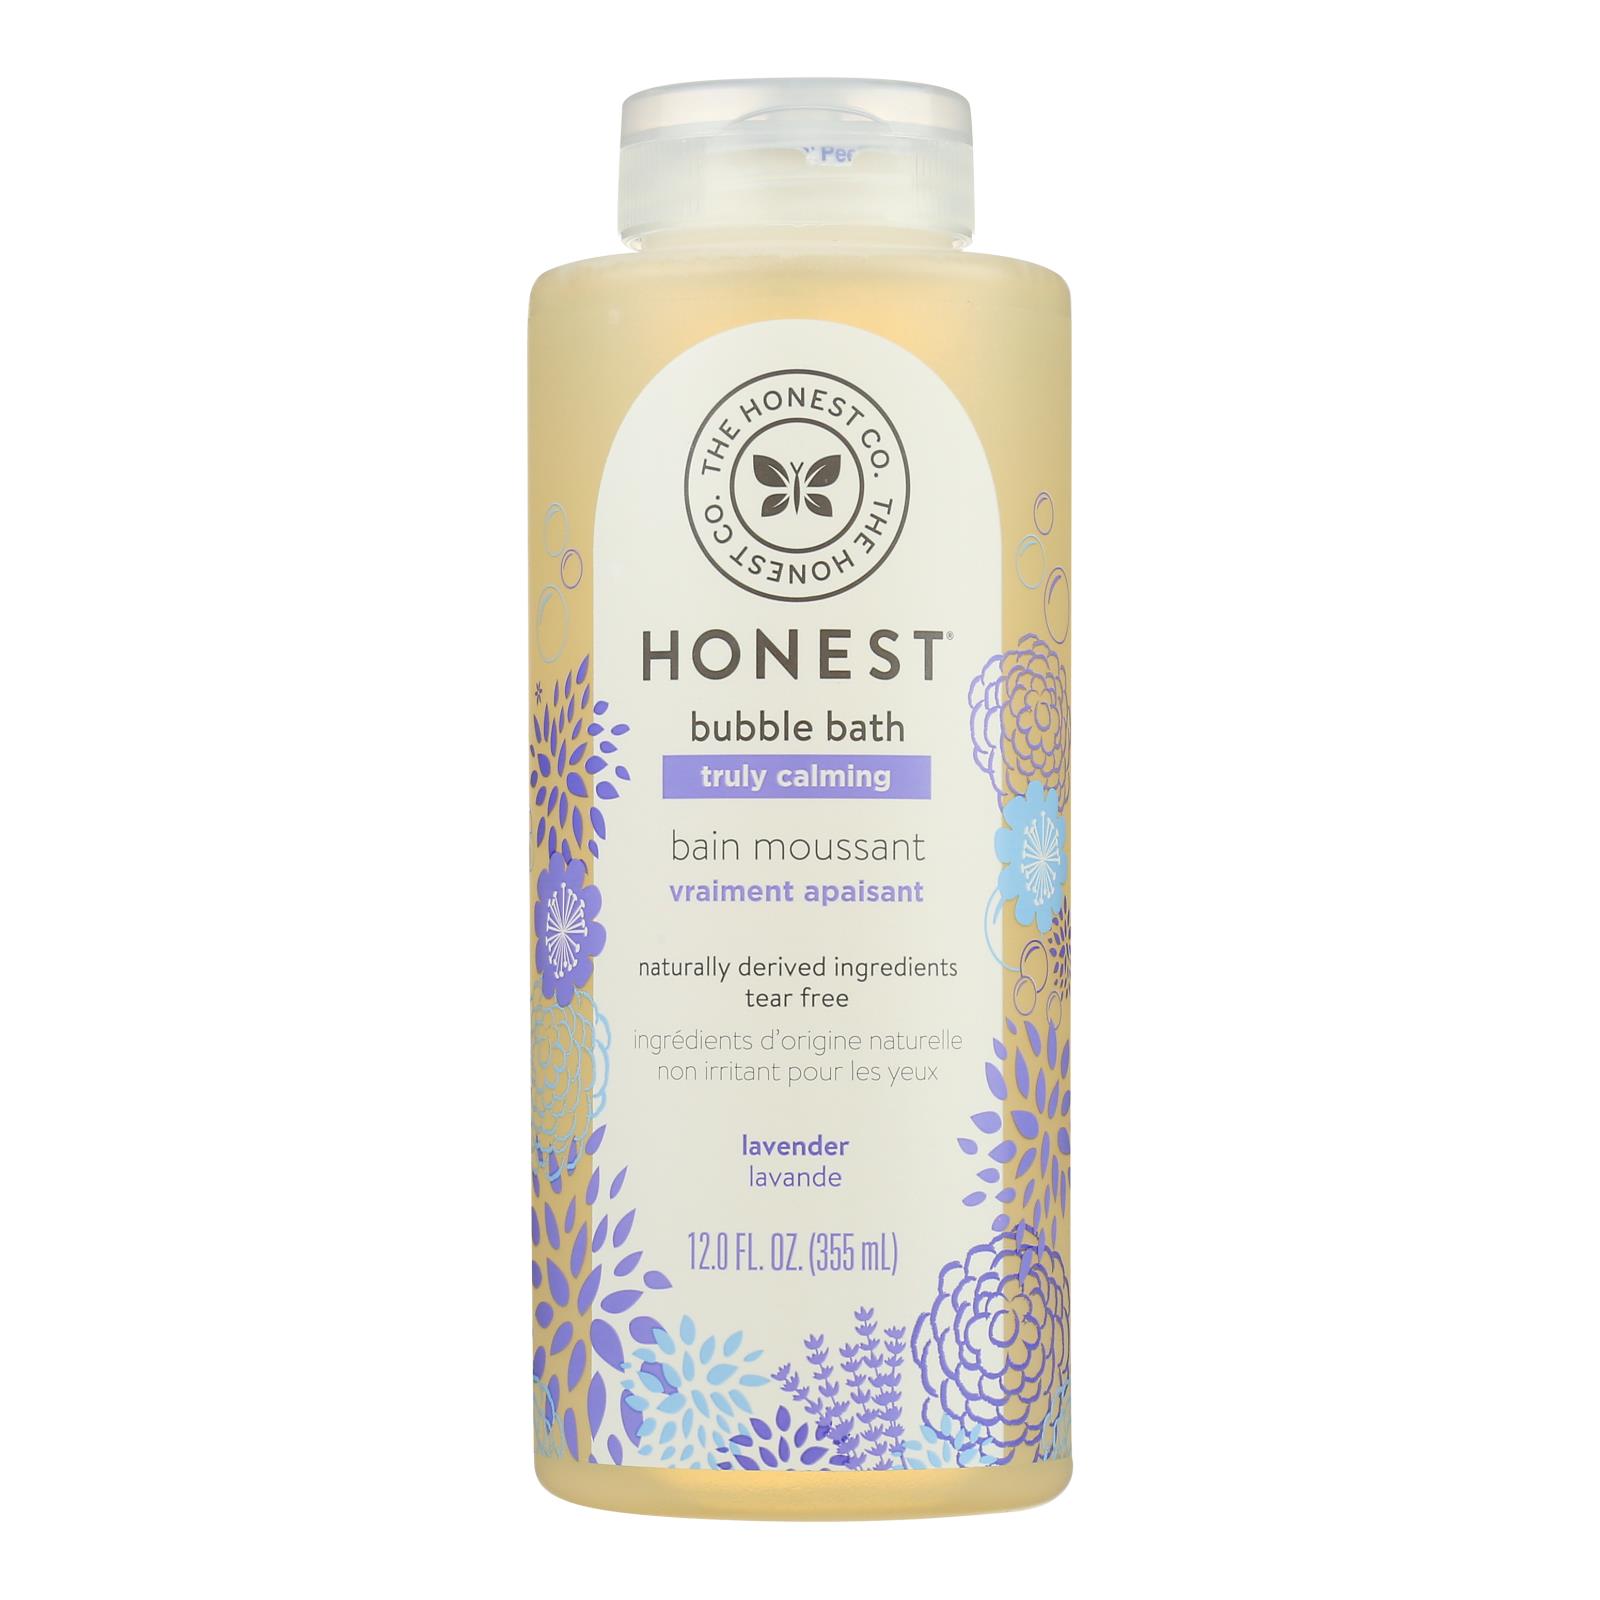 THE HONEST CO. THE HONEST CO.
HONEST®
bubble bath
truly calming
bain moussant
vraiment apaisant
naturally derived ingredients
tear free
ingrédients d'origine naturelle
non irritant pour les yeux
lavender
lavande
12.0 FL. OZ. (355 mL)